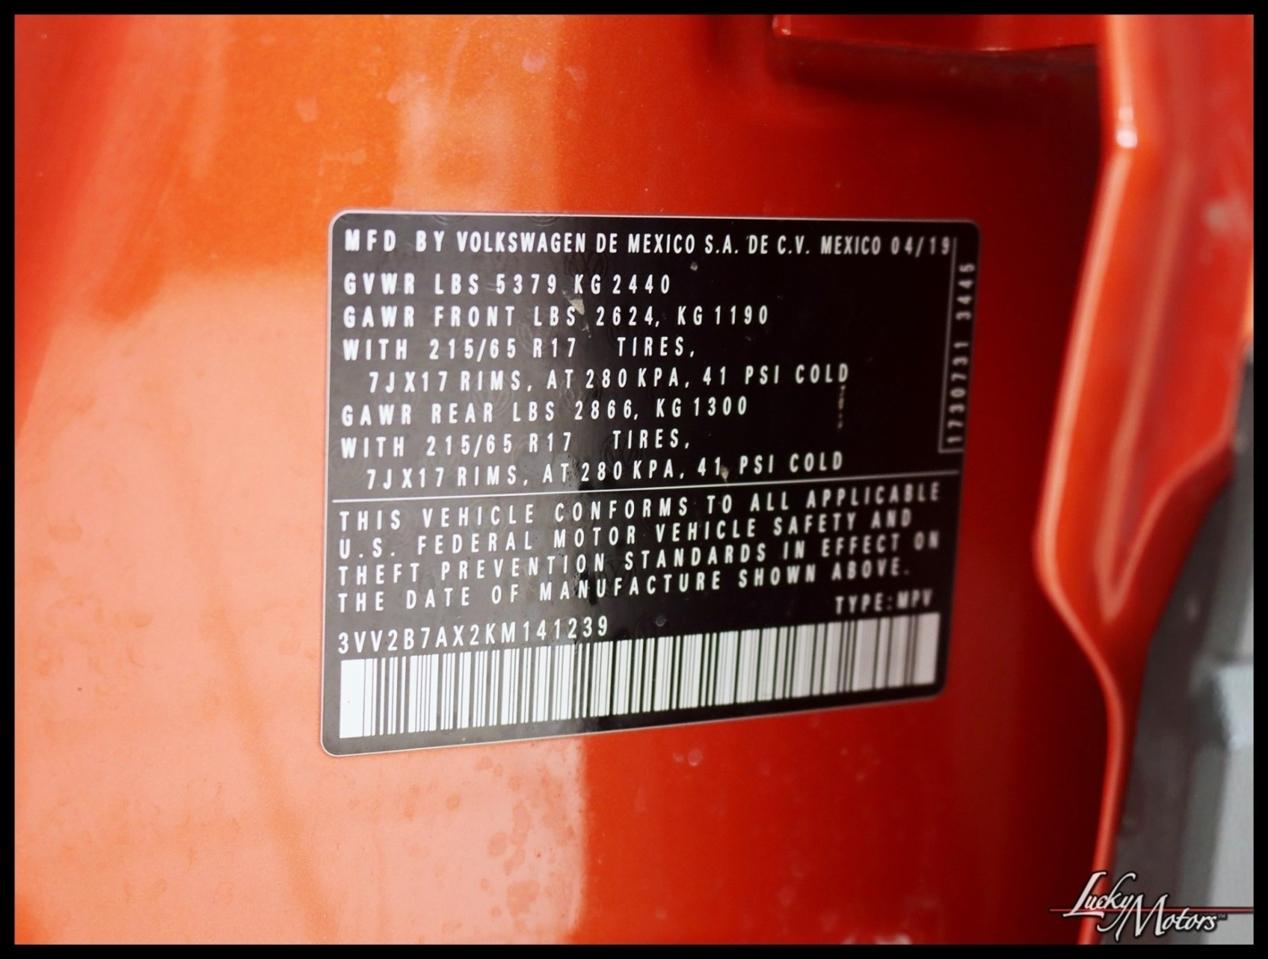 MFD BY VOLKSWAGEN DE MEXICO S.A. DE C.V. MEXICO 04/19
GVWR LBS 5379 KG 2440
GAWR FRONT LBS 2624, KG 1190
WITH 215/65 R17 TIRES,
7JX17 RIMS, AT 280 KPA, 41 PSI COLD
GAWR REAR LBS 2866, KG 1300
WITH 215/65 R17 TIRES,
7JX17 RIMS, AT 280 KPA, 41 PSI COLD
1730731 3445
THIS VEHICLE CONFORMS TO ALL APPLICABLE
U.S. FEDERAL MOTOR VEHICLE SAFETY AND
THEFT PREVENTION STANDARDS IN EFFECT ON
THE DATE OF MANUFACTURE SHOWN ABOVE.
TYPE:MPV
3VV2B7AX2KM141239
Lucky Motors